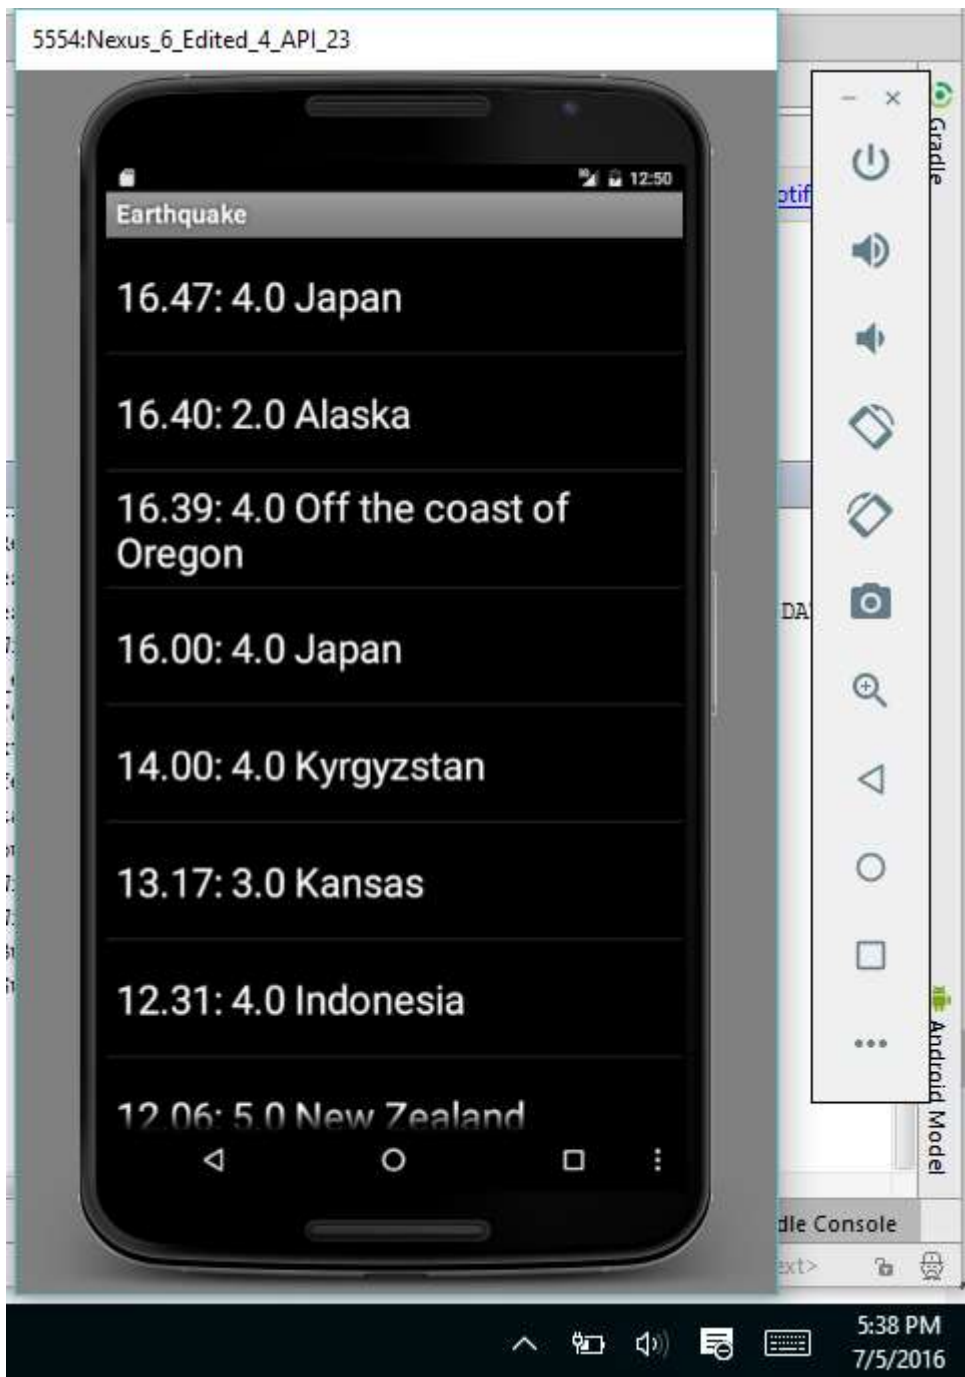 5554:Nexus_6_Edited_4_API_23
Gradle
12:50
Earthquake
otif
16.47: 4.0 Japan
16.40: 2.0 Alaska
16.39: 4.0 Off the coast of
Oregon
DA
16.00: 4.0 Japan
14.00: 4.0 Kyrgyzstan
13.17: 3.0 Kansas
12.31: 4.0 Indonesia
12.06: 5.0 New Zealand
Android Model
dle Console
ext>
5:38 PM
7/5/2016